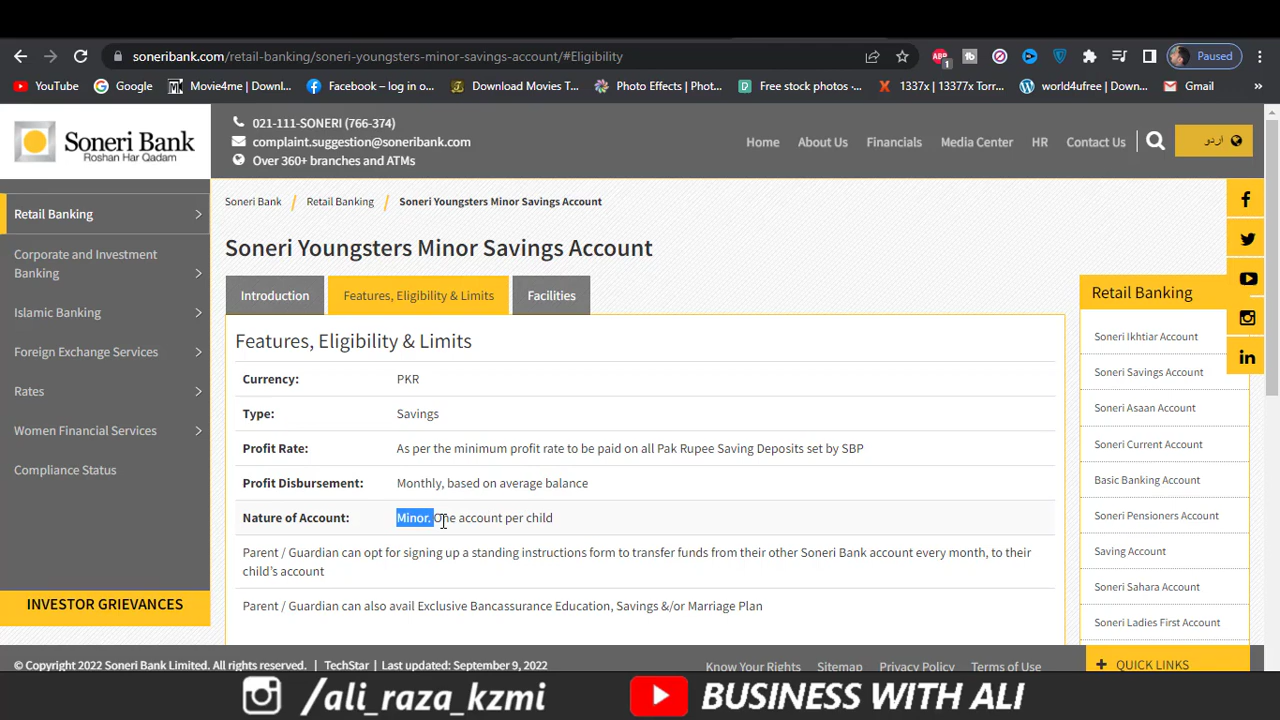 soneribank.com/retail-banking/soneri-youngsters-minor-savings-account/#Eligibility
ABP
1
Paused
YouTube
Google
Movie4me | Downl...
Facebook – log in o...
Download Movies T...
Photo Effects | Phot...
Free stock photos -...
1337x | 13377x Torr...
world4ufree | Down...
Gmail
»
Soneri Bank
Roshan Har Qadam
021-111-SONERI (766-374)
complaint.suggestion@soneribank.com
Over 360+ branches and ATMs
Home
About Us
Financials
Media Center
HR
Contact Us
اردو
Retail Banking
Corporate and Investment
Banking
Islamic Banking
Foreign Exchange Services
Rates
Women Financial Services
Compliance Status
INVESTOR GRIEVANCES
Soneri Bank / Retail Banking / Soneri Youngsters Minor Savings Account
Soneri Youngsters Minor Savings Account
Introduction
Features, Eligibility & Limits
Facilities
Features, Eligibility & Limits
Currency: PKR
Type: Savings
Profit Rate: As per the minimum profit rate to be paid on all Pak Rupee Saving Deposits set by SBP
Profit Disbursement: Monthly, based on average balance
Nature of Account: Minor. One account per child
Parent / Guardian can opt for signing up a standing instructions form to transfer funds from their other Soneri Bank account every month, to their
child's account
Parent / Guardian can also avail Exclusive Bancassurance Education, Savings &/or Marriage Plan
Retail Banking
Soneri Ikhtiar Account
Soneri Savings Account
Soneri Asaan Account
Soneri Current Account
Basic Banking Account
Soneri Pensioners Account
Saving Account
Soneri Sahara Account
Soneri Ladies First Account
+ QUICK LINKS
© Copyright 2022 Soneri Bank Limited. All rights reserved. | TechStar | Last updated: September 9, 2022
Know Your Rights
Sitemap
Privacy Policy
Terms of Use
/ali_raza_kzmi
BUSINESS WITH ALI